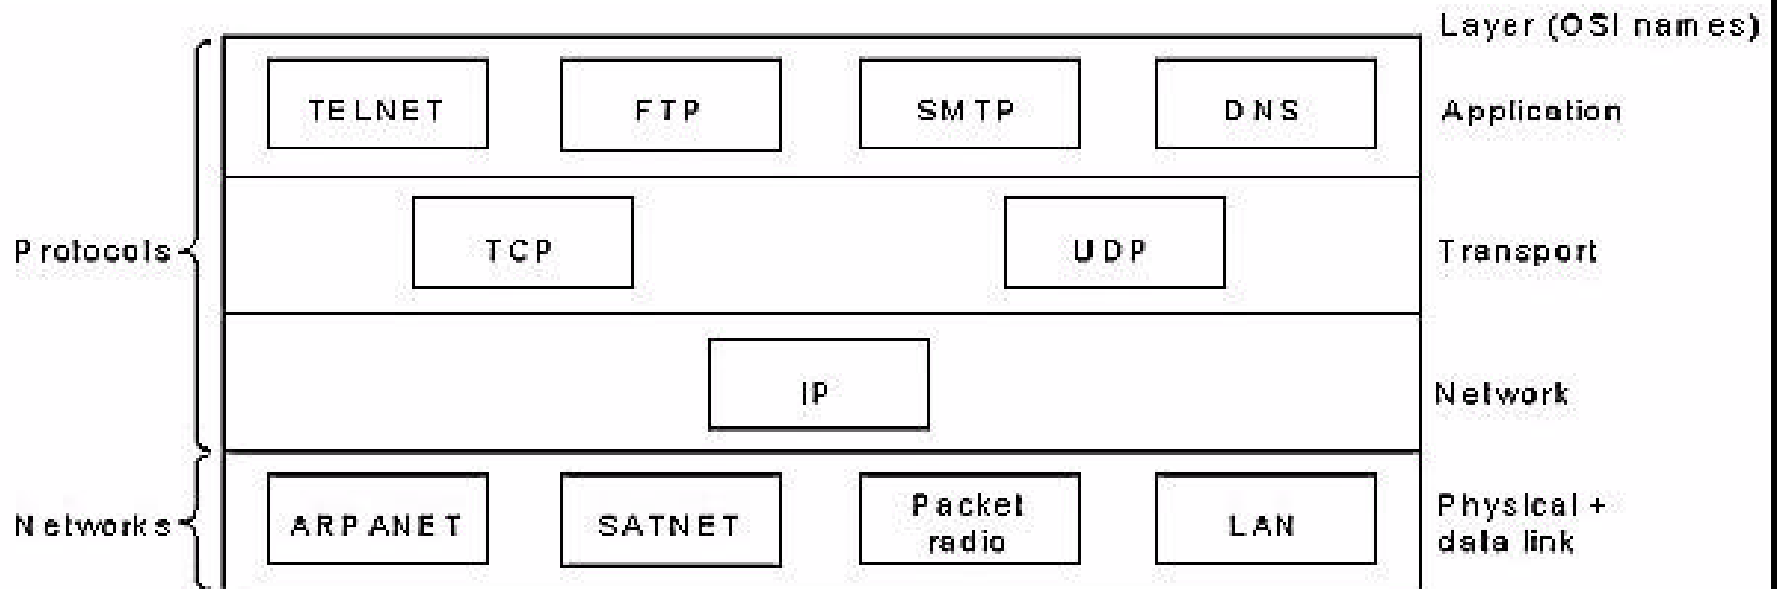 Layer (OSI names)
TELNET FTP SMTP DNS Application
Protocols TCP UDP Transport
IP Network
Networks ARPANET SATNET Packet radio LAN Physical + data link